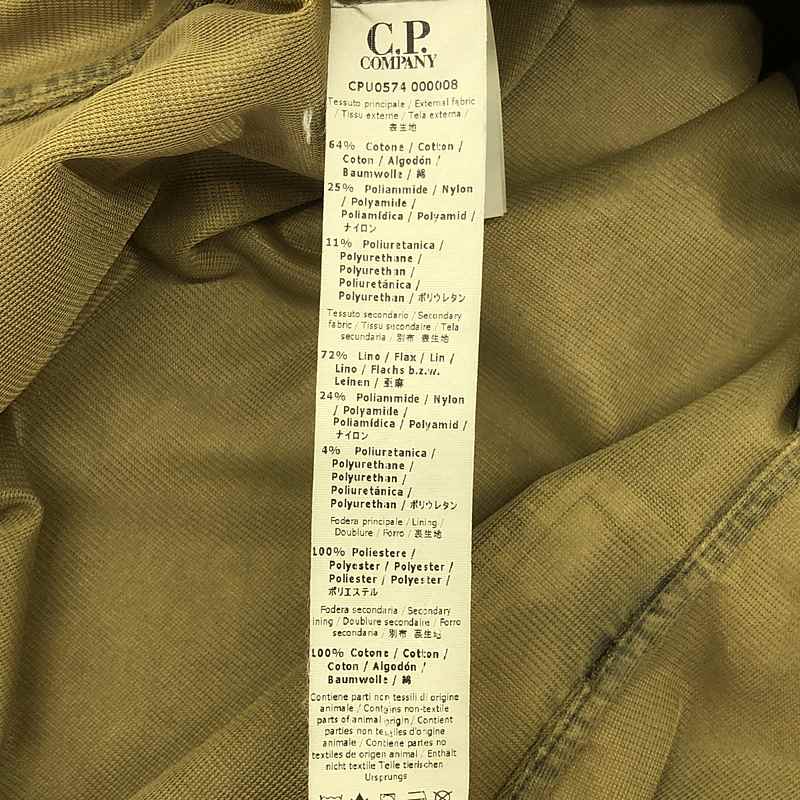 C.P.
COMPANY
CPU0574 000008
Tessuto principale / External fabric
/ Tissu externe / Tela externa /
表生地
64% Cotone / Cotton /
Coton / Algodón /
Baumwolle / 綿
25% Poliammide / Nylon
/ Polyamide /
Poliamídica / Polyamid /
ナイロン
11% Poliuretanica /
Polyurethane /
Polyurethan /
Poliuretánica /
Polyurethan / ポリウレタン
Tessuto secondario / Secondary
fabric / Tissu secondaire / Tela
secundaria / 別布 表生地
72% Lino / Flax / Lin /
Lino / Flachs b.z.w.
Leinen / 亜麻
24% Poliammide / Nylon
/ Polyamide /
Poliamídica / Polyamid /
ナイロン
4% Poliuretanica /
Polyurethane /
Polyurethan /
Poliuretánica /
Polyurethan / ポリウレタン
Fodera principale / Lining /
Doublure / Forro / 裏生地
100% Poliestere /
Polyester / Polyester /
Poliester / Polyester /
ポリエステル
Fodera secondaria / Secondary
ining / Doublure secondaire / Forro
secondaria / 別布 裏生地
100% Cotone / Cotton /
Coton / Algodón /
Baumwolle / 綿
Contiene parti non tessili di origine
animale / Contains non-textile
parts of animal origin / Contient
parties non textiles d'origine
animale / Contiene partes no
textiles de origen animal / Enthält
nicht textile Teile tierischen
Ursprungs